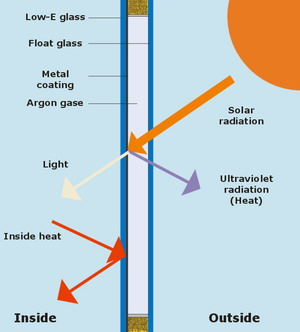 Low-E glass
Float glass
Metal
coating
Argon gase
Solar
radiation
Light
Ultraviolet
radiation
(Heat)
Inside heat
Inside
Outside